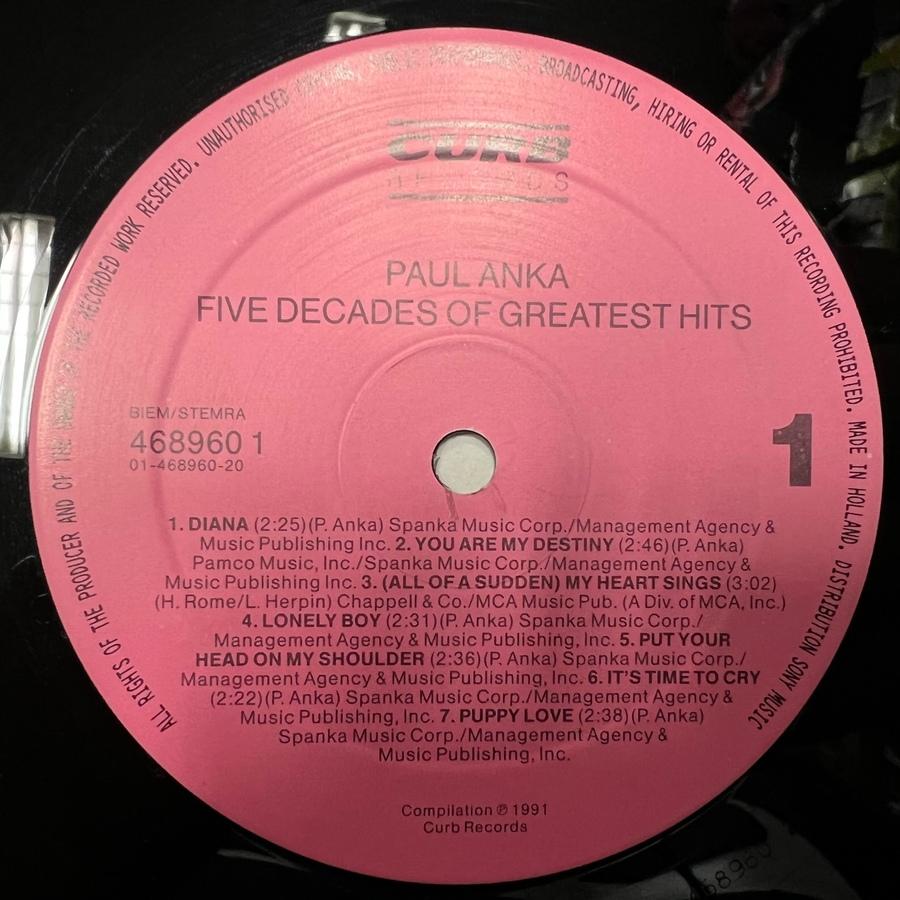 CURB
RECORDS
PAUL ANKA
FIVE DECADES OF GREATEST HITS
BIEM/STEMRA
468960 1
01-468960-20
1
1. DIANA (2:25)(P. Anka) Spanka Music Corp./Management Agency &
Music Publishing Inc. 2. YOU ARE MY DESTINY (2:46)(P. Anka)
Pamco Music, Inc./Spanka Music Corp./Management Agency &
Music Publishing Inc. 3. (ALL OF A SUDDEN) MY HEART SINGS (3:02)
(H. Rome/L. Herpin) Chappell & Co./MCA Music Pub. (A Div. of MCA, Inc.)
4. LONELY BOY (2:31)(P. Anka) Spanka Music Corp./
Management Agency & Music Publishing, Inc. 5. PUT YOUR
HEAD ON MY SHOULDER (2:36)(P. Anka) Spanka Music Corp./
Management Agency & Music Publishing, Inc. 6. IT'S TIME TO CRY
(2:22)(P. Anka) Spanka Music Corp./Management Agency &
Music Publishing, Inc. 7. PUPPY LOVE (2:38)(P. Anka)
Spanka Music Corp./Management Agency &
Music Publishing, Inc.
Compilation ℗ 1991
Curb Records
ALL RIGHTS OF THE PRODUCER AND OF THE OWNER OF THE RECORDED WORK RESERVED. UNAUTHORISED BROADCASTING, HIRING OR RENTAL OF THIS RECORDING PROHIBITED. MADE IN HOLLAND. DISTRIBUTION SONY MUSIC